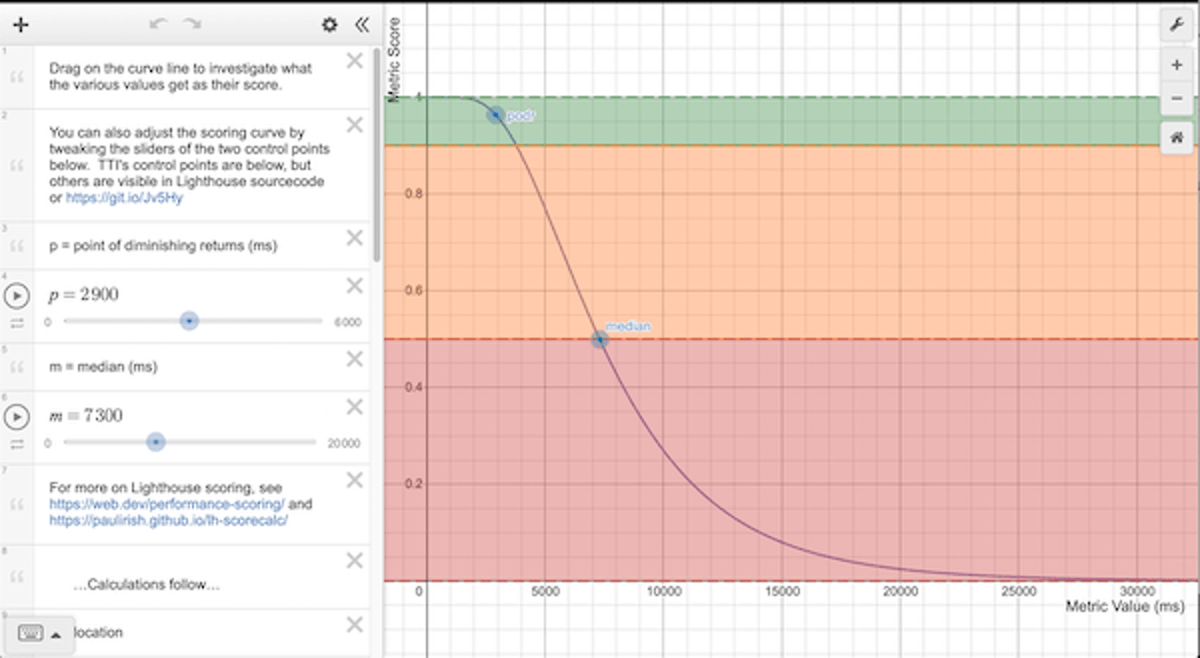 1
Drag on the curve line to investigate what
the various values get as their score.
2
You can also adjust the scoring curve by
tweaking the sliders of the two control points
below. TTI's control points are below, but
others are visible in Lighthouse sourcecode
or https://git.io/Jv5Hy
3
p = point of diminishing returns (ms)
4
p = 2900
0 6000
5
m = median (ms)
6
m = 7300
0 20000
7
For more on Lighthouse scoring, see
https://web.dev/performance-scoring/ and
https://paulirish.github.io/lh-scorecalc/
8
...Calculations follow...
9
location
Metric Score
1
podr
0.8
0.6
median
0.4
0.2
0 5000 10000 15000 20000 25000 30000
Metric Value (ms)